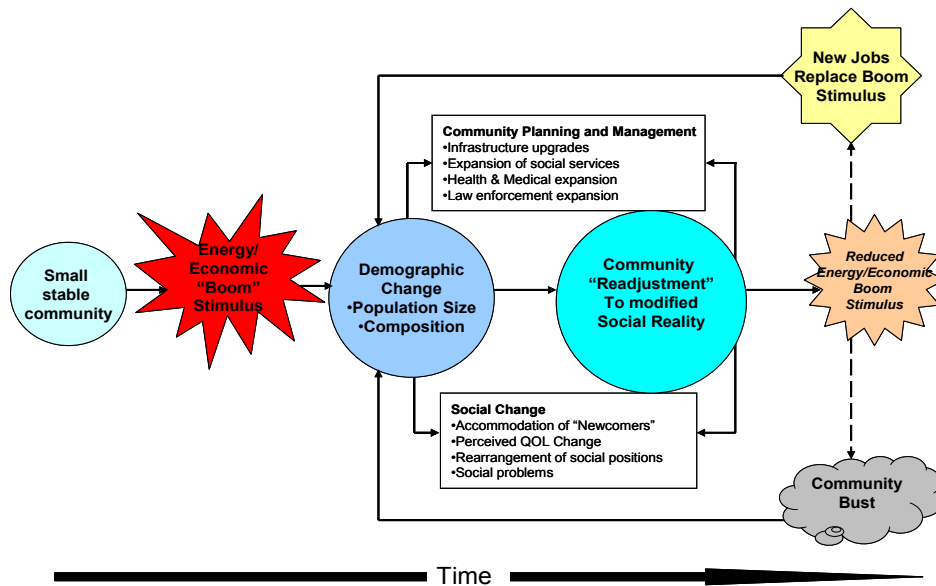 New Jobs
Replace Boom
Stimulus
Community Planning and Management
•Infrastructure upgrades
•Expansion of social services
•Health & Medical expansion
•Law enforcement expansion
Small
stable
community
Energy/
Economic
“Boom”
Stimulus
Demographic
Change
•Population Size
•Composition
Community
“Readjustment”
To modified
Social Reality
Reduced
Energy/Economic
Boom
Stimulus
Social Change
•Accommodation of “Newcomers”
•Perceived QOL Change
•Rearrangement of social positions
•Social problems
Community
Bust
Time